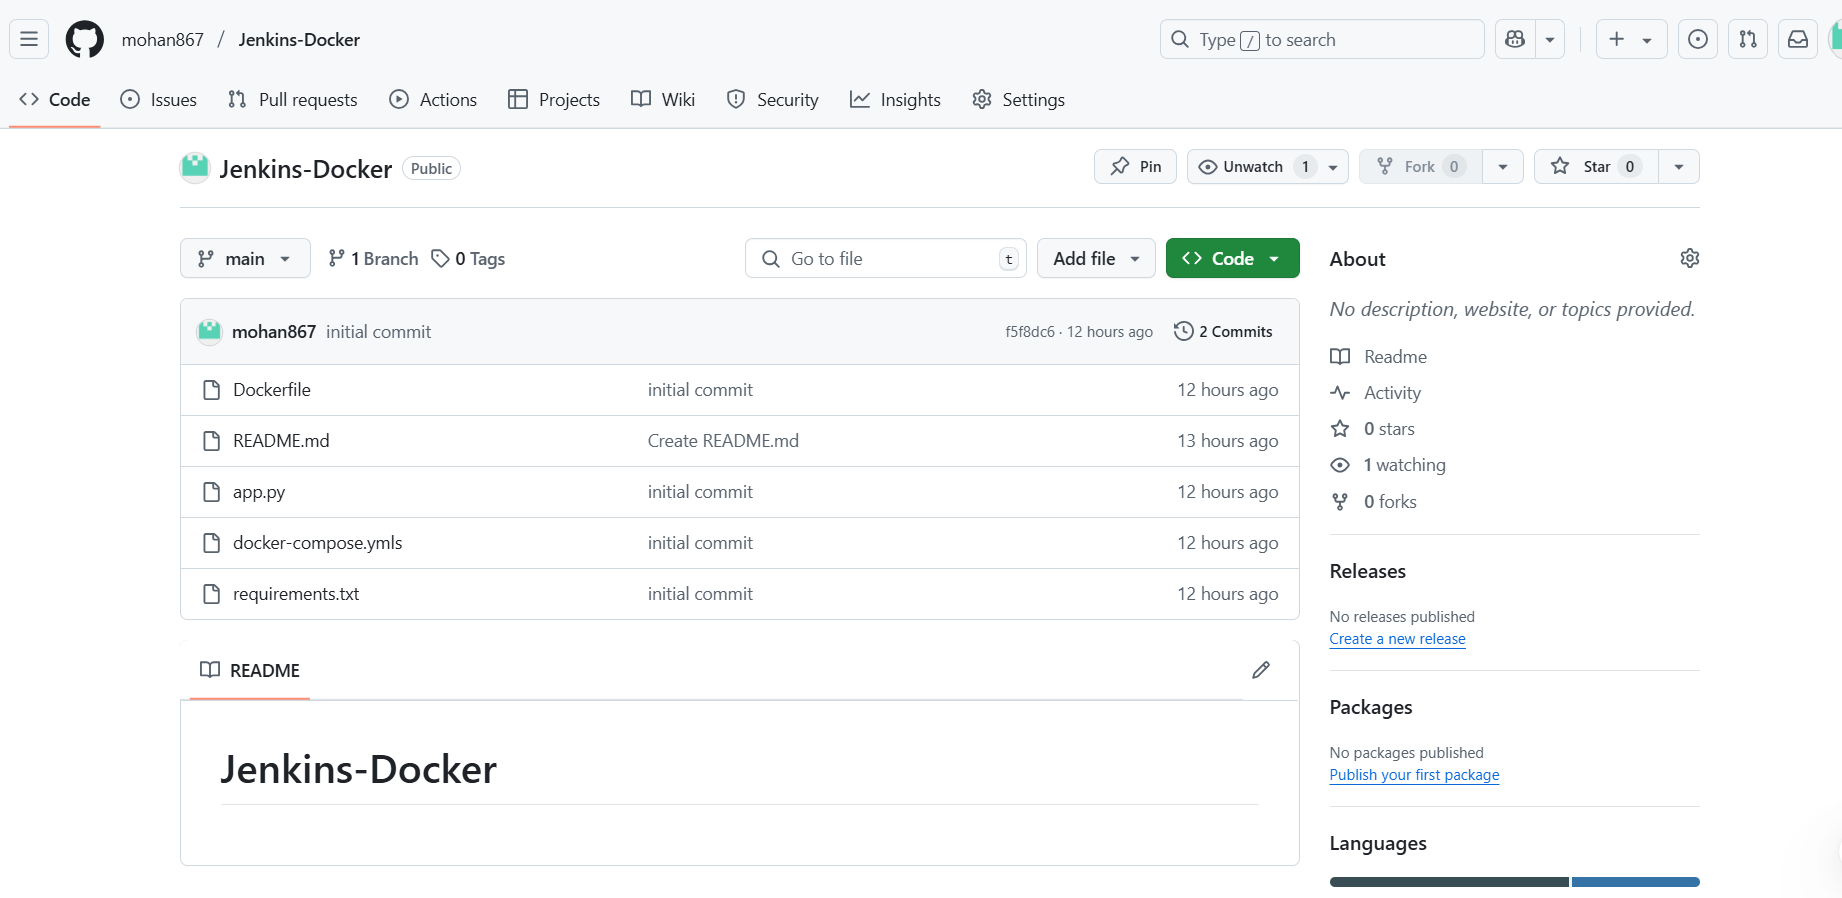 mohan867 / Jenkins-Docker
Type / to search
Code
Issues
Pull requests
Actions
Projects
Wiki
Security
Insights
Settings
Jenkins-Docker Public
Pin
Unwatch 1
Fork 0
Star 0
main
1 Branch
0 Tags
Go to file t
Add file
Code
mohan867 initial commit f5f8dc6 · 12 hours ago 2 Commits
Dockerfile initial commit 12 hours ago
README.md Create README.md 13 hours ago
app.py initial commit 12 hours ago
docker-compose.ymls initial commit 12 hours ago
requirements.txt initial commit 12 hours ago
README
Jenkins-Docker
About
No description, website, or topics provided.
Readme
Activity
0 stars
1 watching
0 forks
Releases
No releases published
Create a new release
Packages
No packages published
Publish your first package
Languages